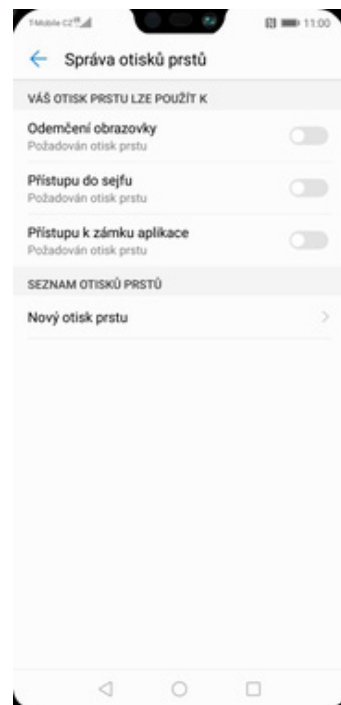 T-Mobile CZ 11:00
Správa otisků prstů
VÁŠ OTISK PRSTU LZE POUŽÍT K
Odemčení obrazovky
Požadován otisk prstu
Přístupu do sejfu
Požadován otisk prstu
Přístupu k zámku aplikace
Požadován otisk prstu
SEZNAM OTISKŮ PRSTŮ
Nový otisk prstu